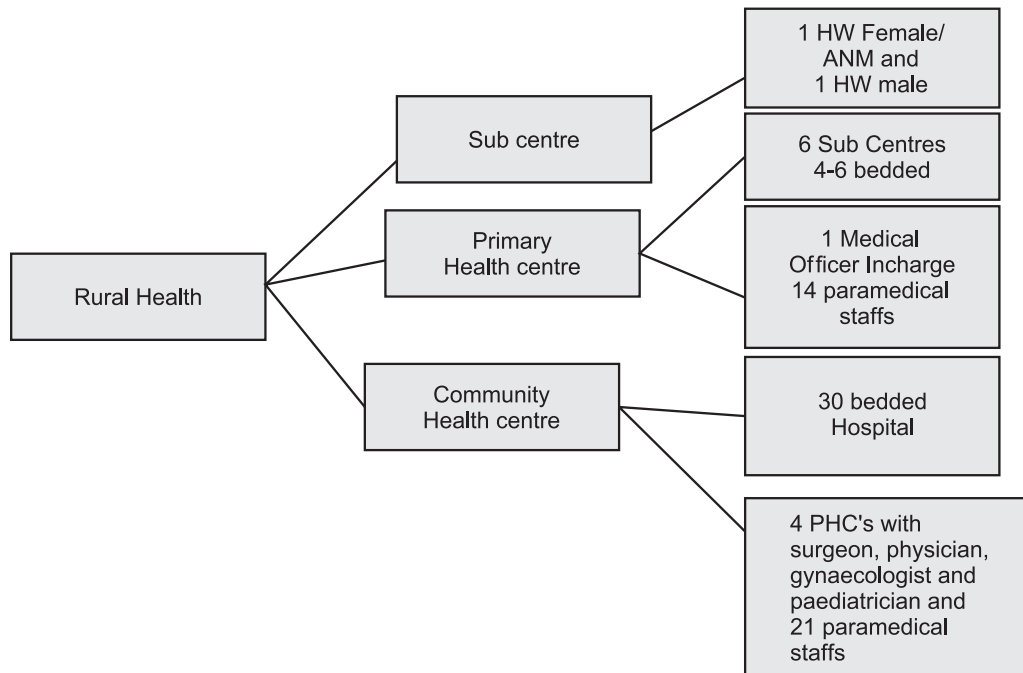 Rural Health
Sub centre
Primary
Health centre
Community
Health centre
1 HW Female/
ANM and
1 HW male
6 Sub Centres
4-6 bedded
1 Medical
Officer Incharge
14 paramedical
staffs
30 bedded
Hospital
4 PHC's with
surgeon, physician,
gynaecologist and
paediatrician and
21 paramedical
staffs